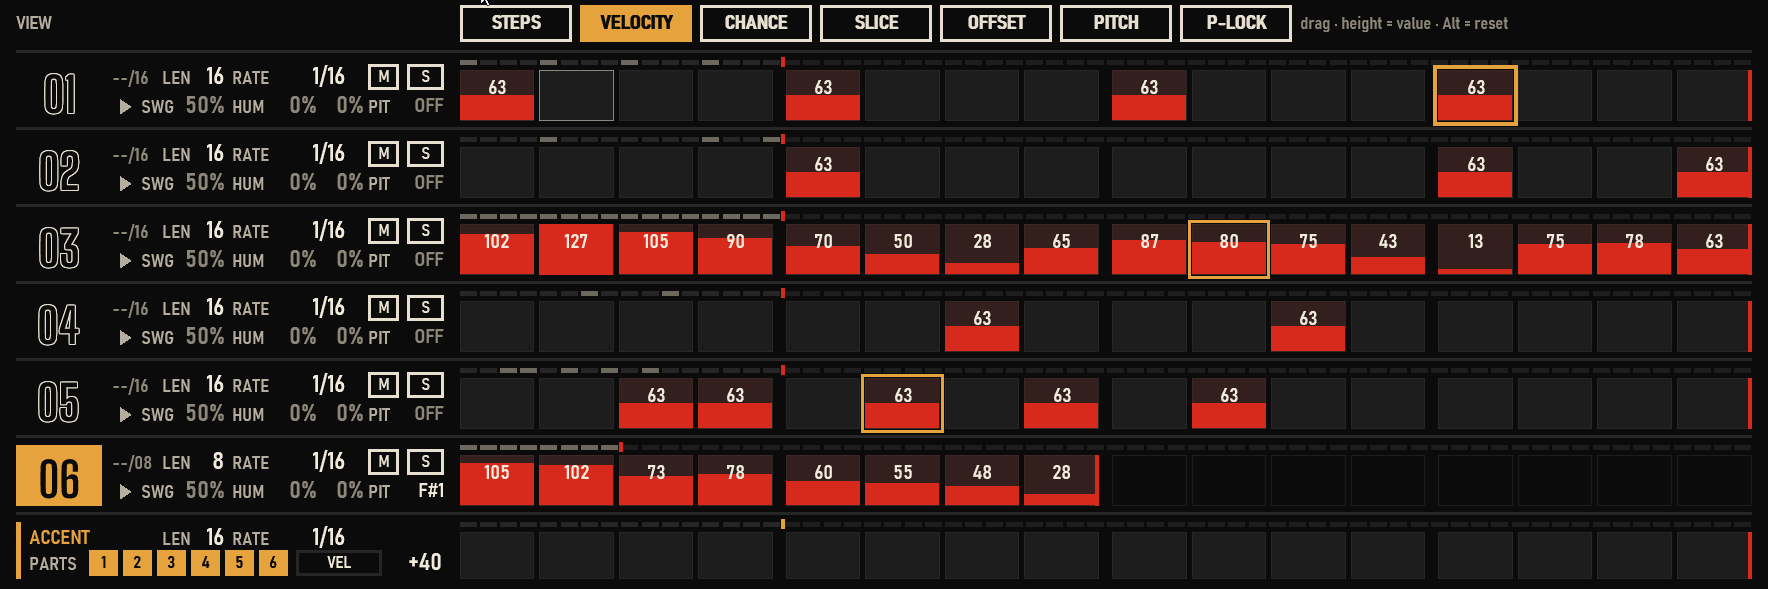 VIEW STEPS VELOCITY CHANCE SLICE OFFSET PITCH P-LOCK drag · height = value · Alt = reset
01 --/16 LEN 16 RATE 1/16 M S 63 63 63 63
SWG 50% HUM 0% 0% PIT OFF
02 --/16 LEN 16 RATE 1/16 M S 63 63 63
SWG 50% HUM 0% 0% PIT OFF
03 --/16 LEN 16 RATE 1/16 M S 102 127 105 90 70 50 28 65 87 80 75 43 13 75 78 63
SWG 50% HUM 0% 0% PIT OFF
04 --/16 LEN 16 RATE 1/16 M S 63 63
SWG 50% HUM 0% 0% PIT OFF
05 --/16 LEN 16 RATE 1/16 M S 63 63 63 63 63
SWG 50% HUM 0% 0% PIT OFF
06 --/08 LEN 8 RATE 1/16 M S 105 102 73 78 60 55 48 28
SWG 50% HUM 0% 0% PIT F#1
ACCENT LEN 16 RATE 1/16
PARTS 1 2 3 4 5 6 VEL +40